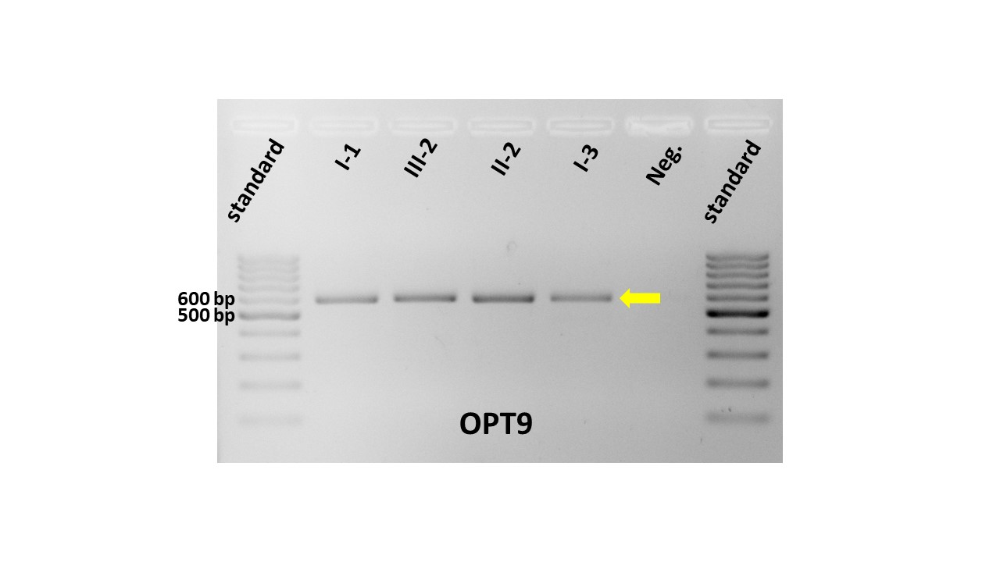 standard
I-1
III-2
II-2
I-3
Neg.
standard
600 bp
500 bp
OPT9